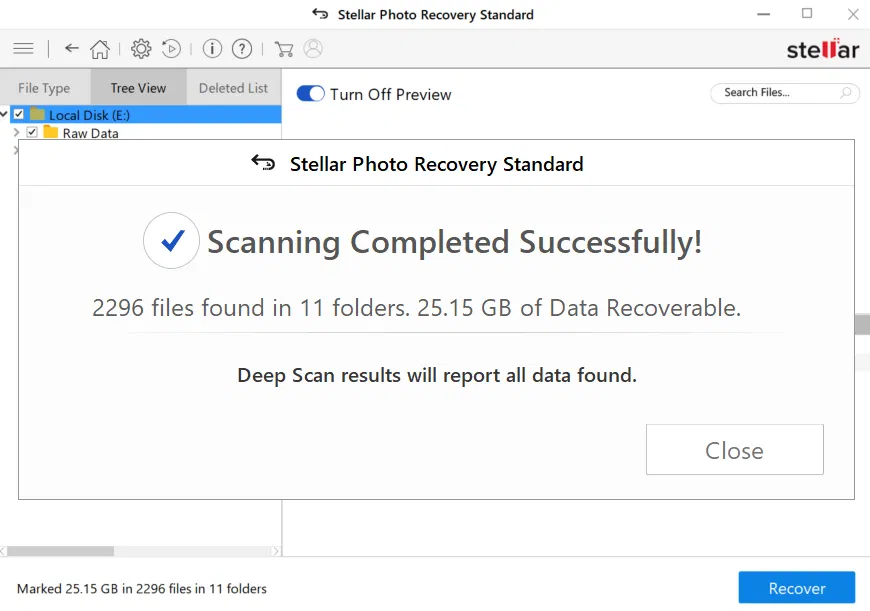 Stellar Photo Recovery Standard
stellar
File Type Tree View Deleted List
Turn Off Preview
Search Files...
Local Disk (E:)
Raw Data
Stellar Photo Recovery Standard
Scanning Completed Successfully!
2296 files found in 11 folders. 25.15 GB of Data Recoverable.
Deep Scan results will report all data found.
Close
Marked 25.15 GB in 2296 files in 11 folders
Recover